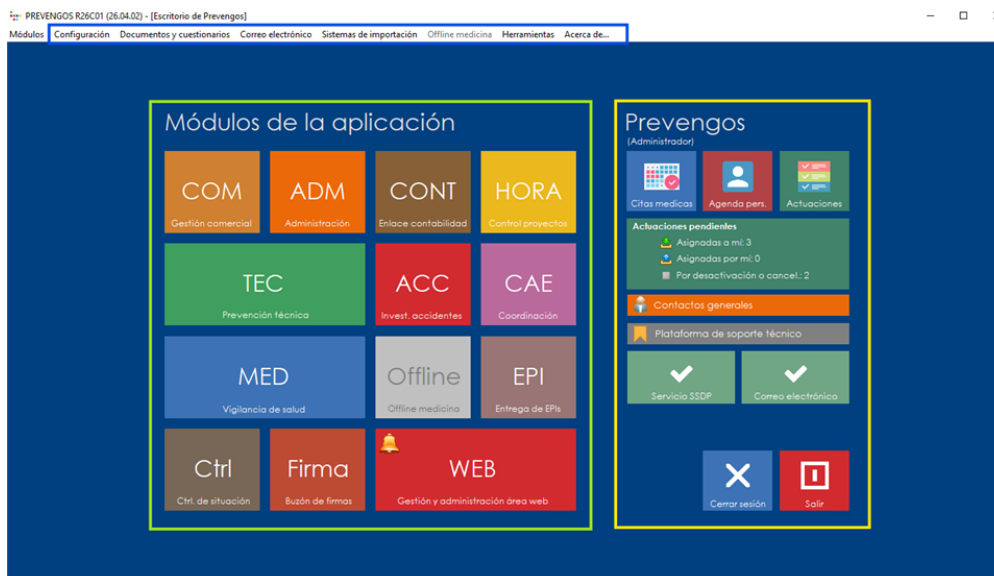 PREVENGOS R26C01 (26.04.02) - [Escritorio de Prevengos]
Módulos Configuración Documentos y cuestionarios Correo electrónico Sistemas de importación Offline medicina Herramientas Acerca de...
Módulos de la aplicación
COM
Gestión comercial
ADM
Administración
CONT
Enlace contabilidad
HORA
Control proyectos
TEC
Prevención técnica
ACC
Invest. accidentes
CAE
Coordinación
MED
Vigilancia de salud
Offline
Offline medicina
EPI
Entrega de EPIs
Ctrl
Ctrl. de situación
Firma
Buzón de firmas
WEB
Gestión y administración área web
Prevengos
(Administrador)
Citas medicas
Agenda pers.
Actuaciones
Actuaciones pendientes
Asignadas a mí: 3
Asignadas por mí: 0
Por desactivación o cancel.: 2
Contactos generales
Plataforma de soporte técnico
Servicio SSDP
Correo electrónico
Cerrar sesión
Salir